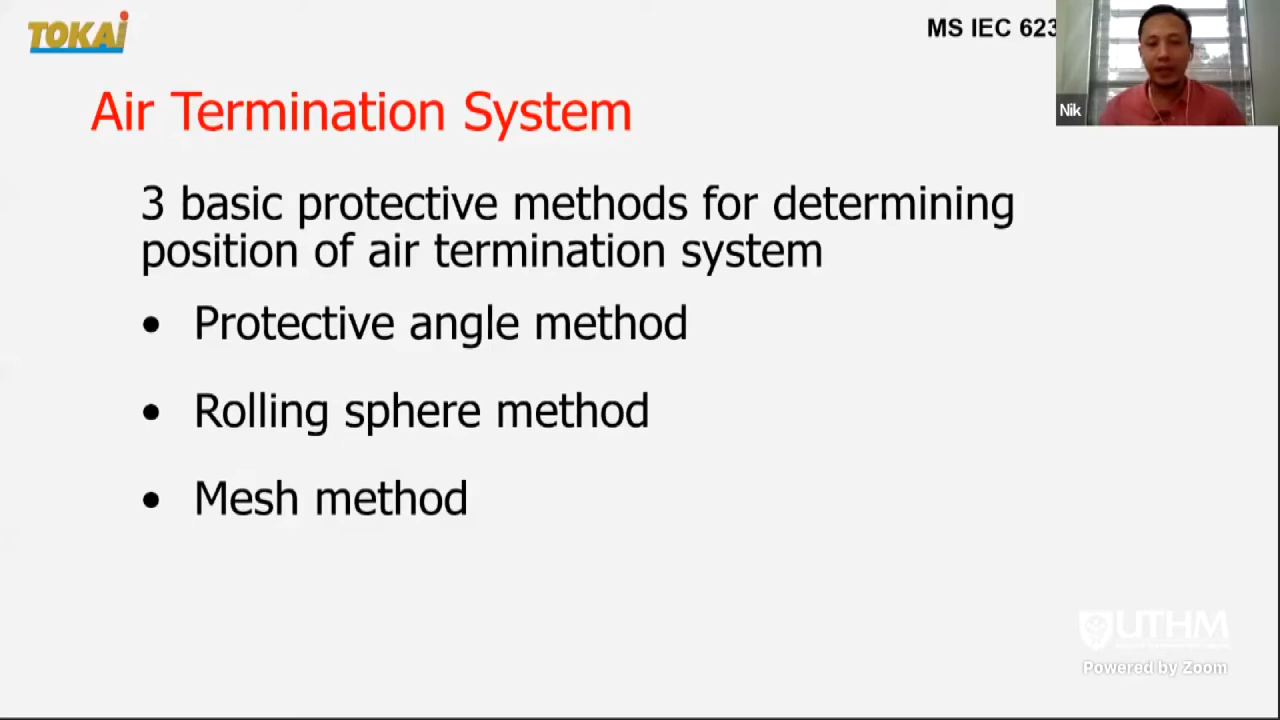 TOKAi
MS IEC 623
Nik
Air Termination System
3 basic protective methods for determining
position of air termination system
• Protective angle method
• Rolling sphere method
• Mesh method
UTHM
Powered by Zoom